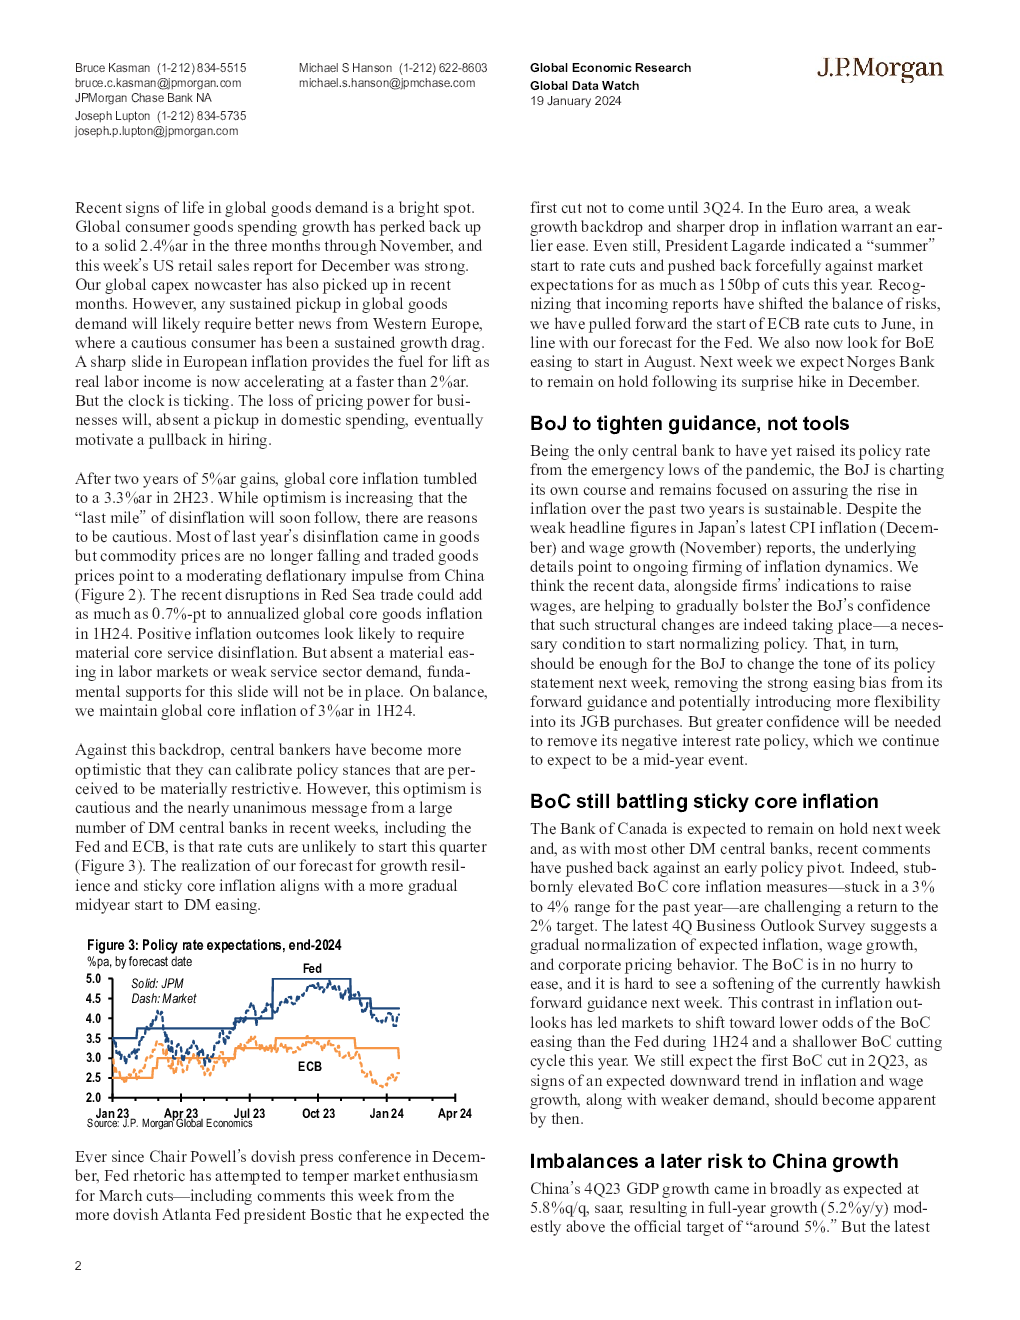 Bruce Kasman (1-212) 834-5515
bruce.c.kasman@jpmorgan.com
JPMorgan Chase Bank NA
Joseph Lupton (1-212) 834-5735
joseph.p.lupton@jpmorgan.com
Michael S Hanson (1-212) 622-8603
michael.s.hanson@jpmchase.com
Global Economic Research
Global Data Watch
19 January 2024
J.P.Morgan
Recent signs of life in global goods demand is a bright spot.
Global consumer goods spending growth has perked back up
to a solid 2.4%ar in the three months through November, and
this week's US retail sales report for December was strong.
Our global capex nowcaster has also picked up in recent
months. However, any sustained pickup in global goods
demand will likely require better news from Western Europe,
where a cautious consumer has been a sustained growth drag.
A sharp slide in European inflation provides the fuel for lift as
real labor income is now accelerating at a faster than 2%ar.
But the clock is ticking. The loss of pricing power for busi-
nesses will, absent a pickup in domestic spending, eventually
motivate a pullback in hiring.
After two years of 5%ar gains, global core inflation tumbled
to a 3.3%ar in 2H23. While optimism is increasing that the
“last mile” of disinflation will soon follow, there are reasons
to be cautious. Most of last year's disinflation came in goods
but commodity prices are no longer falling and traded goods
prices point to a moderating deflationary impulse from China
(Figure 2). The recent disruptions in Red Sea trade could add
as much as 0.7%-pt to annualized global core goods inflation
in 1H24. Positive inflation outcomes look likely to require
material core service disinflation. But absent a material eas-
ing in labor markets or weak service sector demand, funda-
mental supports for this slide will not be in place. On balance,
we maintain global core inflation of 3%ar in 1H24.
Against this backdrop, central bankers have become more
optimistic that they can calibrate policy stances that are per-
ceived to be materially restrictive. However, this optimism is
cautious and the nearly unanimous message from a large
number of DM central banks in recent weeks, including the
Fed and ECB, is that rate cuts are unlikely to start this quarter
(Figure 3). The realization of our forecast for growth resil-
ience and sticky core inflation aligns with a more gradual
midyear start to DM easing.
Figure 3: Policy rate expectations, end-2024
%pa, by forecast date
Solid: JPM
Dash: Market
Fed
ECB
5.0
4.5
4.0
3.5
3.0
2.5
2.0
Jan 23 Apr 23 Jul 23 Oct 23 Jan 24 Apr 24
Source: J.P. Morgan Global Economics
Ever since Chair Powell's dovish press conference in Decem-
ber, Fed rhetoric has attempted to temper market enthusiasm
for March cuts—including comments this week from the
more dovish Atlanta Fed president Bostic that he expected the
first cut not to come until 3Q24. In the Euro area, a weak
growth backdrop and sharper drop in inflation warrant an ear-
lier ease. Even still, President Lagarde indicated a “summer”
start to rate cuts and pushed back forcefully against market
expectations for as much as 150bp of cuts this year. Recog-
nizing that incoming reports have shifted the balance of risks,
we have pulled forward the start of ECB rate cuts to June, in
line with our forecast for the Fed. We also now look for BoE
easing to start in August. Next week we expect Norges Bank
to remain on hold following its surprise hike in December.
BoJ to tighten guidance, not tools
Being the only central bank to have yet raised its policy rate
from the emergency lows of the pandemic, the BoJ is charting
its own course and remains focused on assuring the rise in
inflation over the past two years is sustainable. Despite the
weak headline figures in Japan's latest CPI inflation (Decem-
ber) and wage growth (November) reports, the underlying
details point to ongoing firming of inflation dynamics. We
think the recent data, alongside firms' indications to raise
wages, are helping to gradually bolster the BoJ's confidence
that such structural changes are indeed taking place—a neces-
sary condition to start normalizing policy. That, in turn,
should be enough for the BoJ to change the tone of its policy
statement next week, removing the strong easing bias from its
forward guidance and potentially introducing more flexibility
into its JGB purchases. But greater confidence will be needed
to remove its negative interest rate policy, which we continue
to expect to be a mid-year event.
BoC still battling sticky core inflation
The Bank of Canada is expected to remain on hold next week
and, as with most other DM central banks, recent comments
have pushed back against an early policy pivot. Indeed, stub-
bornly elevated BoC core inflation measures—stuck in a 3%
to 4% range for the past year—are challenging a return to the
2% target. The latest 4Q Business Outlook Survey suggests a
gradual normalization of expected inflation, wage growth,
and corporate pricing behavior. The BoC is in no hurry to
ease, and it is hard to see a softening of the currently hawkish
forward guidance next week. This contrast in inflation out-
looks has led markets to shift toward lower odds of the BoC
easing than the Fed during 1H24 and a shallower BoC cutting
cycle this year. We still expect the first BoC cut in 2Q23, as
signs of an expected downward trend in inflation and wage
growth, along with weaker demand, should become apparent
by then.
Imbalances a later risk to China growth
China's 4Q23 GDP growth came in broadly as expected at
5.8%q/q, saar, resulting in full-year growth (5.2%y/y) mod-
estly above the official target of “around 5%.” But the latest
2